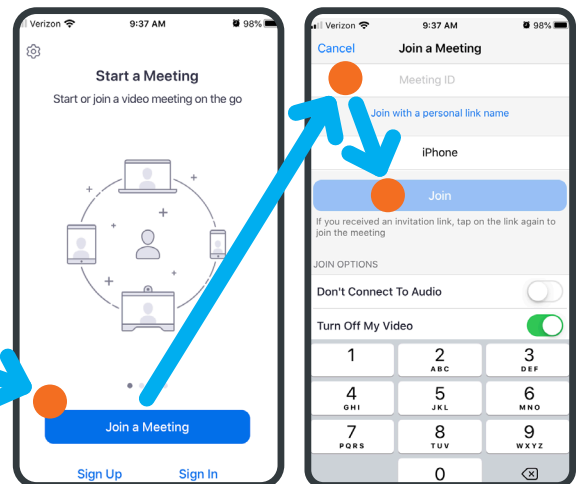 Verizon 9:37 AM 98%
Start a Meeting
Start or join a video meeting on the go
Join a Meeting
Sign Up Sign In
Verizon 9:37 AM 98%
Cancel Join a Meeting
Meeting ID
Join with a personal link name
iPhone
Join
If you received an invitation link, tap on the link again to
join the meeting
JOIN OPTIONS
Don't Connect To Audio
Turn Off My Video
1 2 3
ABC DEF
4 5 6
GHI JKL MNO
7 8 9
PQRS TUV WXYZ
0